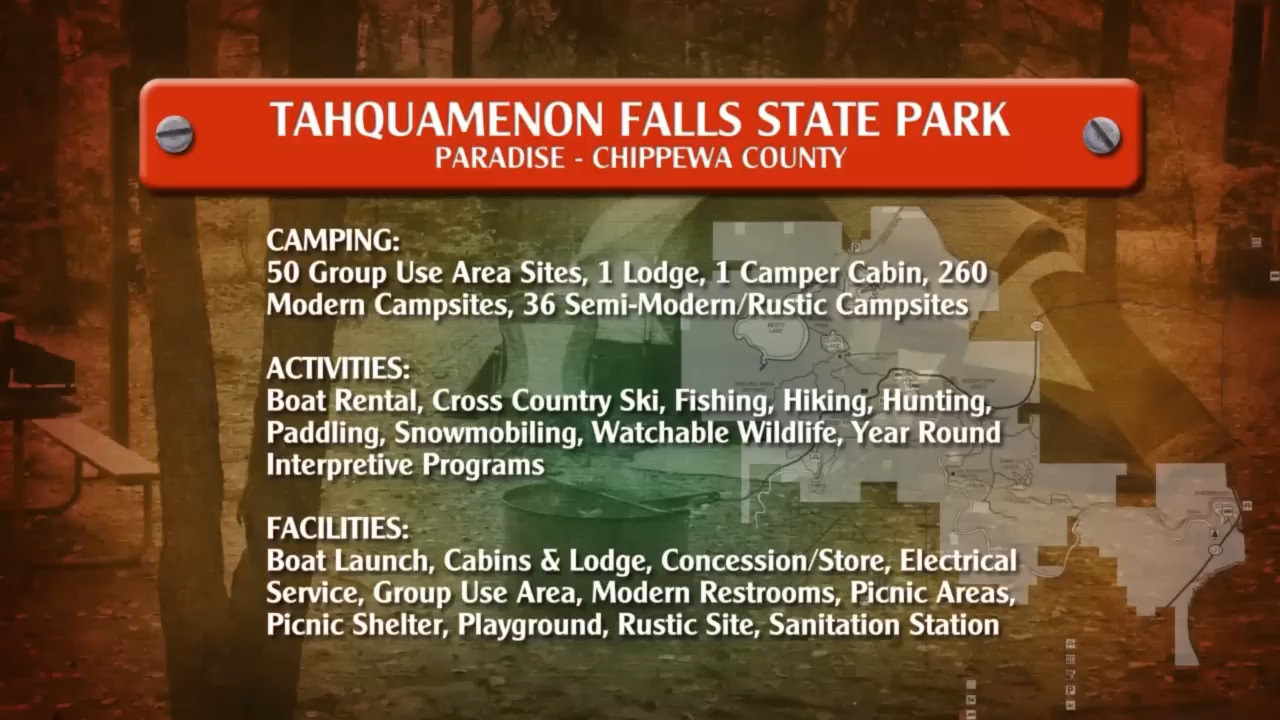 TAHQUAMENON FALLS STATE PARK
PARADISE - CHIPPEWA COUNTY
CAMPING:
50 Group Use Area Sites, 1 Lodge, 1 Camper Cabin, 260
Modern Campsites, 36 Semi-Modern/Rustic Campsites
ACTIVITIES:
Boat Rental, Cross Country Ski, Fishing, Hiking, Hunting,
Paddling, Snowmobiling, Watchable Wildlife, Year Round
Interpretive Programs
FACILITIES:
Boat Launch, Cabins & Lodge, Concession/Store, Electrical
Service, Group Use Area, Modern Restrooms, Picnic Areas,
Picnic Shelter, Playground, Rustic Site, Sanitation Station